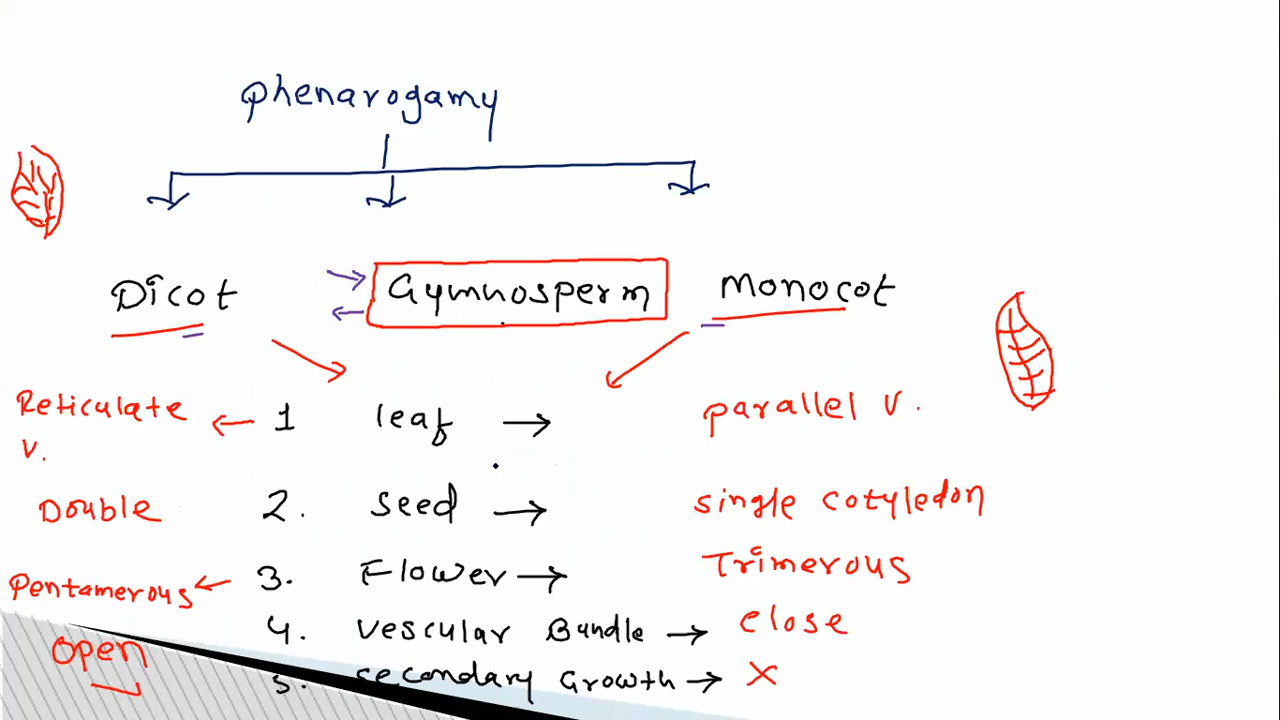 phenarogamy
Dicot Gymnosperm Monocot
Reticulate v. ← 1 leaf → parallel v.
Double 2. seed → single cotyledon
Pentamerous ← 3. Flower → Trimerous
Open 4. vescular Bundle → close
5. secondary Growth → x